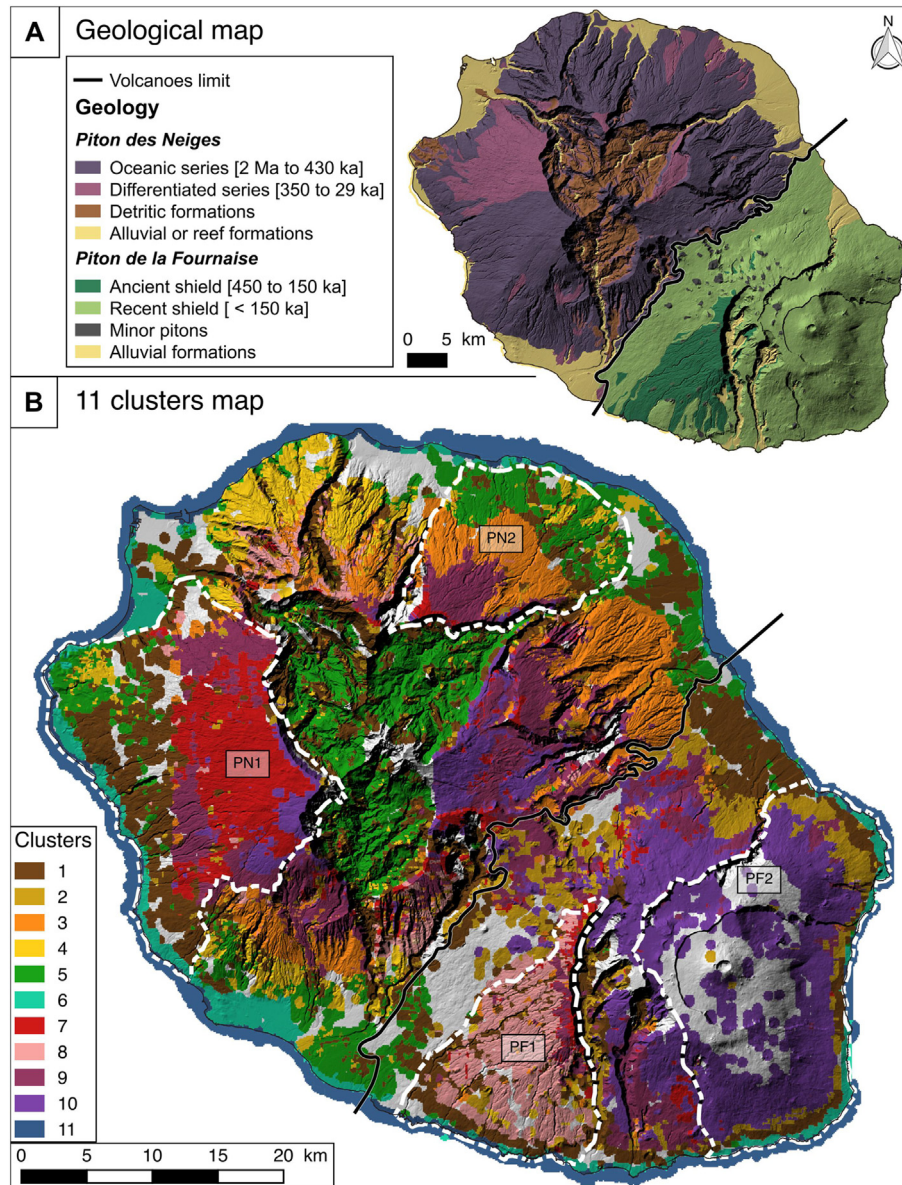 A Geological map
N
Volcanoes limit
Geology
Piton des Neiges
Oceanic series [2 Ma to 430 ka]
Differentiated series [350 to 29 ka]
Detritic formations
Alluvial or reef formations
Piton de la Fournaise
Ancient shield [450 to 150 ka]
Recent shield [ < 150 ka]
Minor pitons
Alluvial formations
0 5 km
B 11 clusters map
PN2
PN1
PF2
PF1
Clusters
1
2
3
4
5
6
7
8
9
10
11
0 5 10 15 20 km